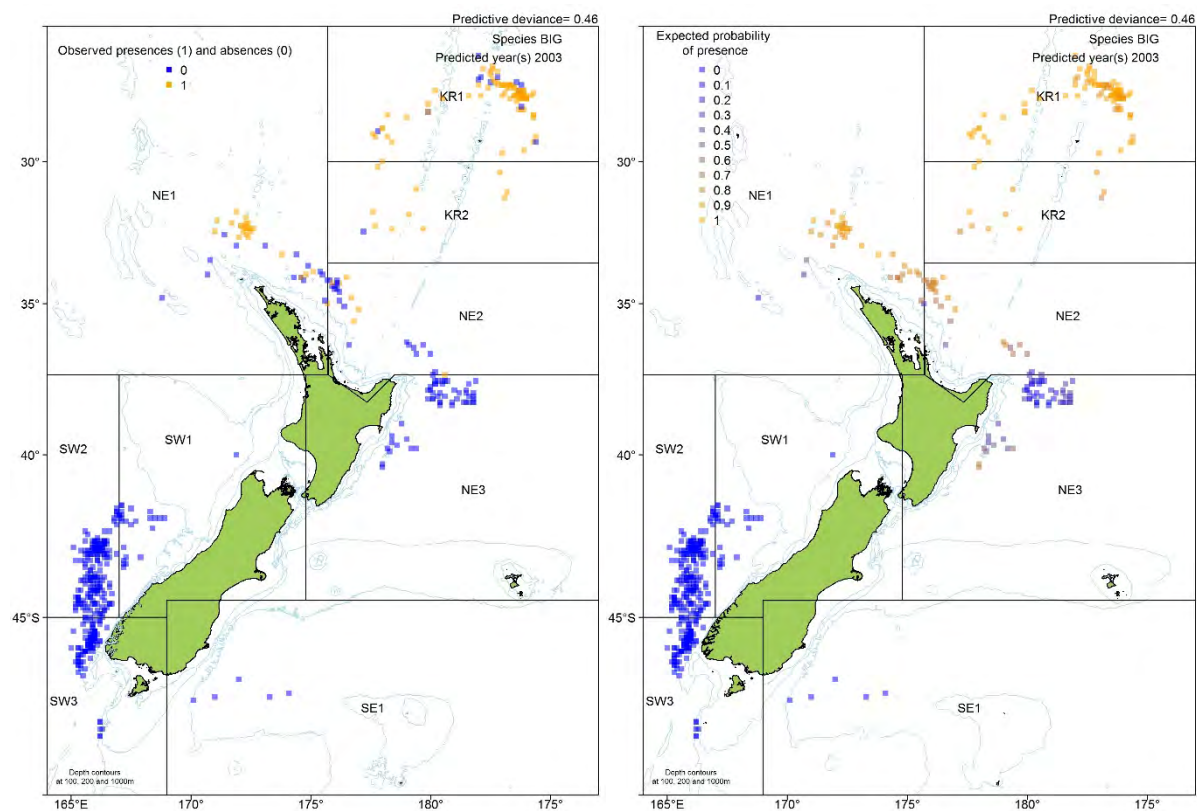 Predictive deviance= 0.46
Observed presences (1) and absences (0)
0
1
Species BIG
Predicted year(s) 2003
KR1
30°
NE1
KR2
35°
NE2
SW2
SW1
40°
NE3
45°S
SW3
SE1
Depth contours
at 100, 200 and 1000m
165°E
170°
175°
180°
175°
Predictive deviance= 0.46
Expected probability
of presence
0
0.1
0.2
0.3
0.4
0.5
0.6
0.7
0.8
0.9
1
Species BIG
Predicted year(s) 2003
KR1
NE1
KR2
NE2
SW2
SW1
NE3
SW3
SE1
Depth contours
at 100, 200 and 1000m
165°E
170°
175°
180°
175°